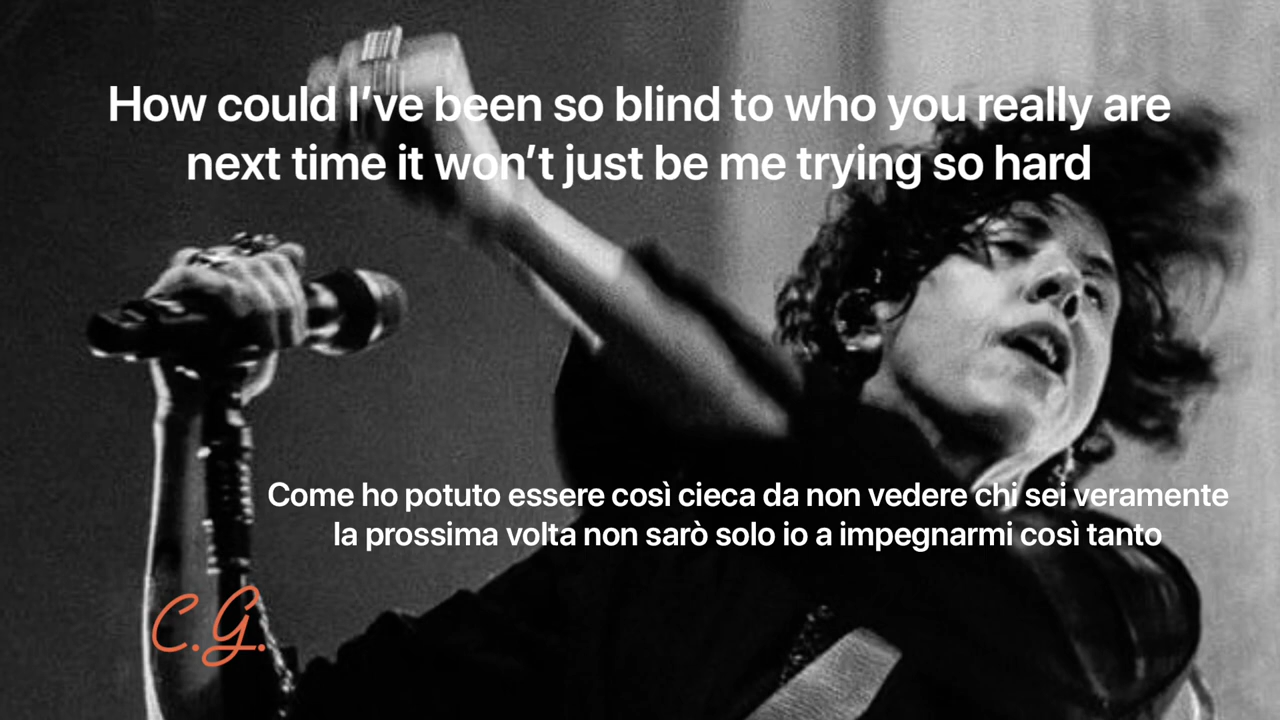 How could I’ve been so blind to who you really are
next time it won’t just be me trying so hard
Come ho potuto essere così cieca da non vedere chi sei veramente
la prossima volta non sarò solo io a impegnarmi così tanto
C.G.